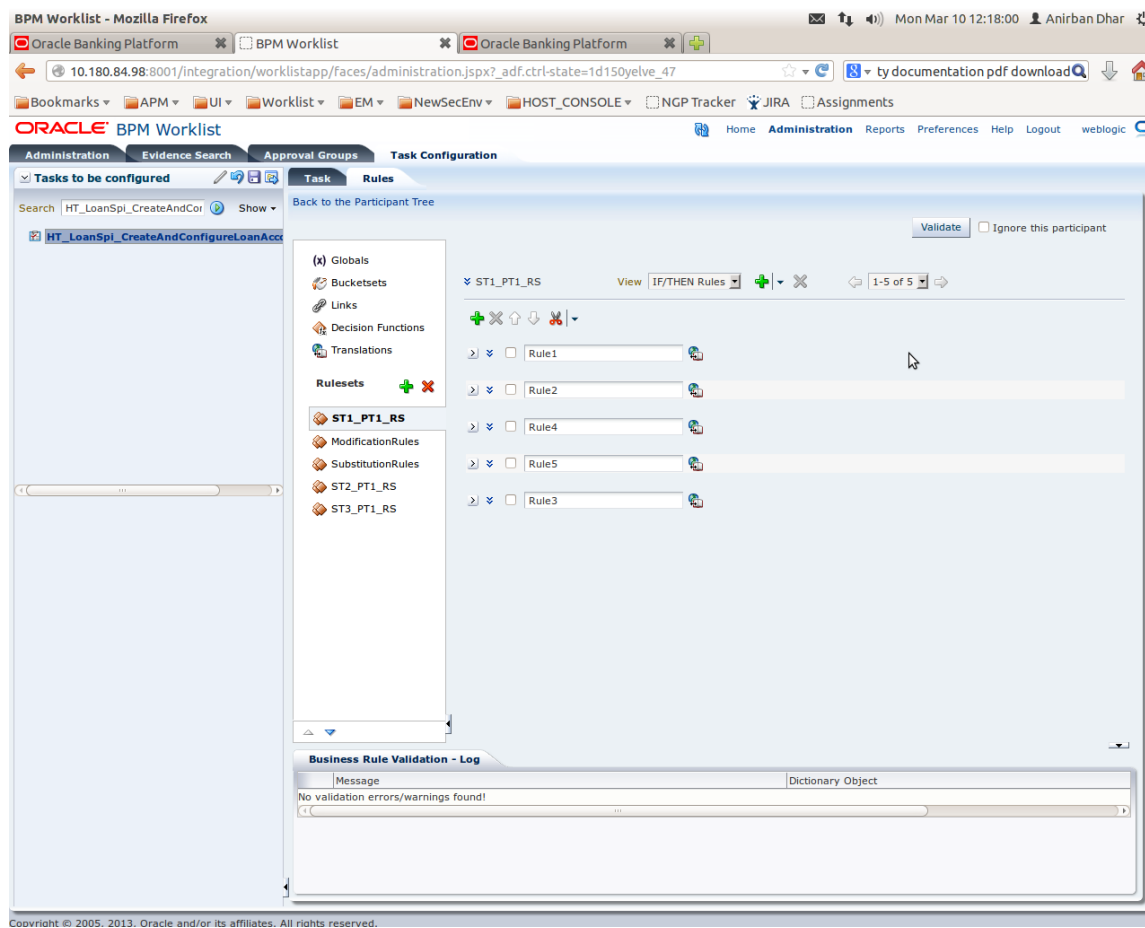 BPM Worklist - Mozilla Firefox
Mon Mar 10 12:18:00 Anirban Dhar
Oracle Banking Platform BPM Worklist Oracle Banking Platform
10.180.84.98:8001/integration/worklistapp/faces/administration.jspx?_adf.ctrl-state=1d150yelve_47 ty documentation pdf download
Bookmarks APM UI Worklist EM NewSecEnv HOST_CONSOLE NGP Tracker JIRA Assignments
ORACLE BPM Worklist Home Administration Reports Preferences Help Logout weblogic
Administration Evidence Search Approval Groups Task Configuration
Tasks to be configured Task Rules
Search HT_LoanSpi_CreateAndCor Show Back to the Participant Tree
Validate Ignore this participant
HT_LoanSpi_CreateAndConfigureLoanAcco
(x) Globals
Bucketsets ST1_PT1_RS View IF/THEN Rules 1-5 of 5
Links
Decision Functions
Translations Rule1
Rulesets Rule2
ST1_PT1_RS Rule4
ModificationRules
SubstitutionRules Rule5
ST2_PT1_RS
ST3_PT1_RS Rule3
Business Rule Validation - Log
Message Dictionary Object
No validation errors/warnings found!
Copyright © 2005, 2013, Oracle and/or its affiliates. All rights reserved.